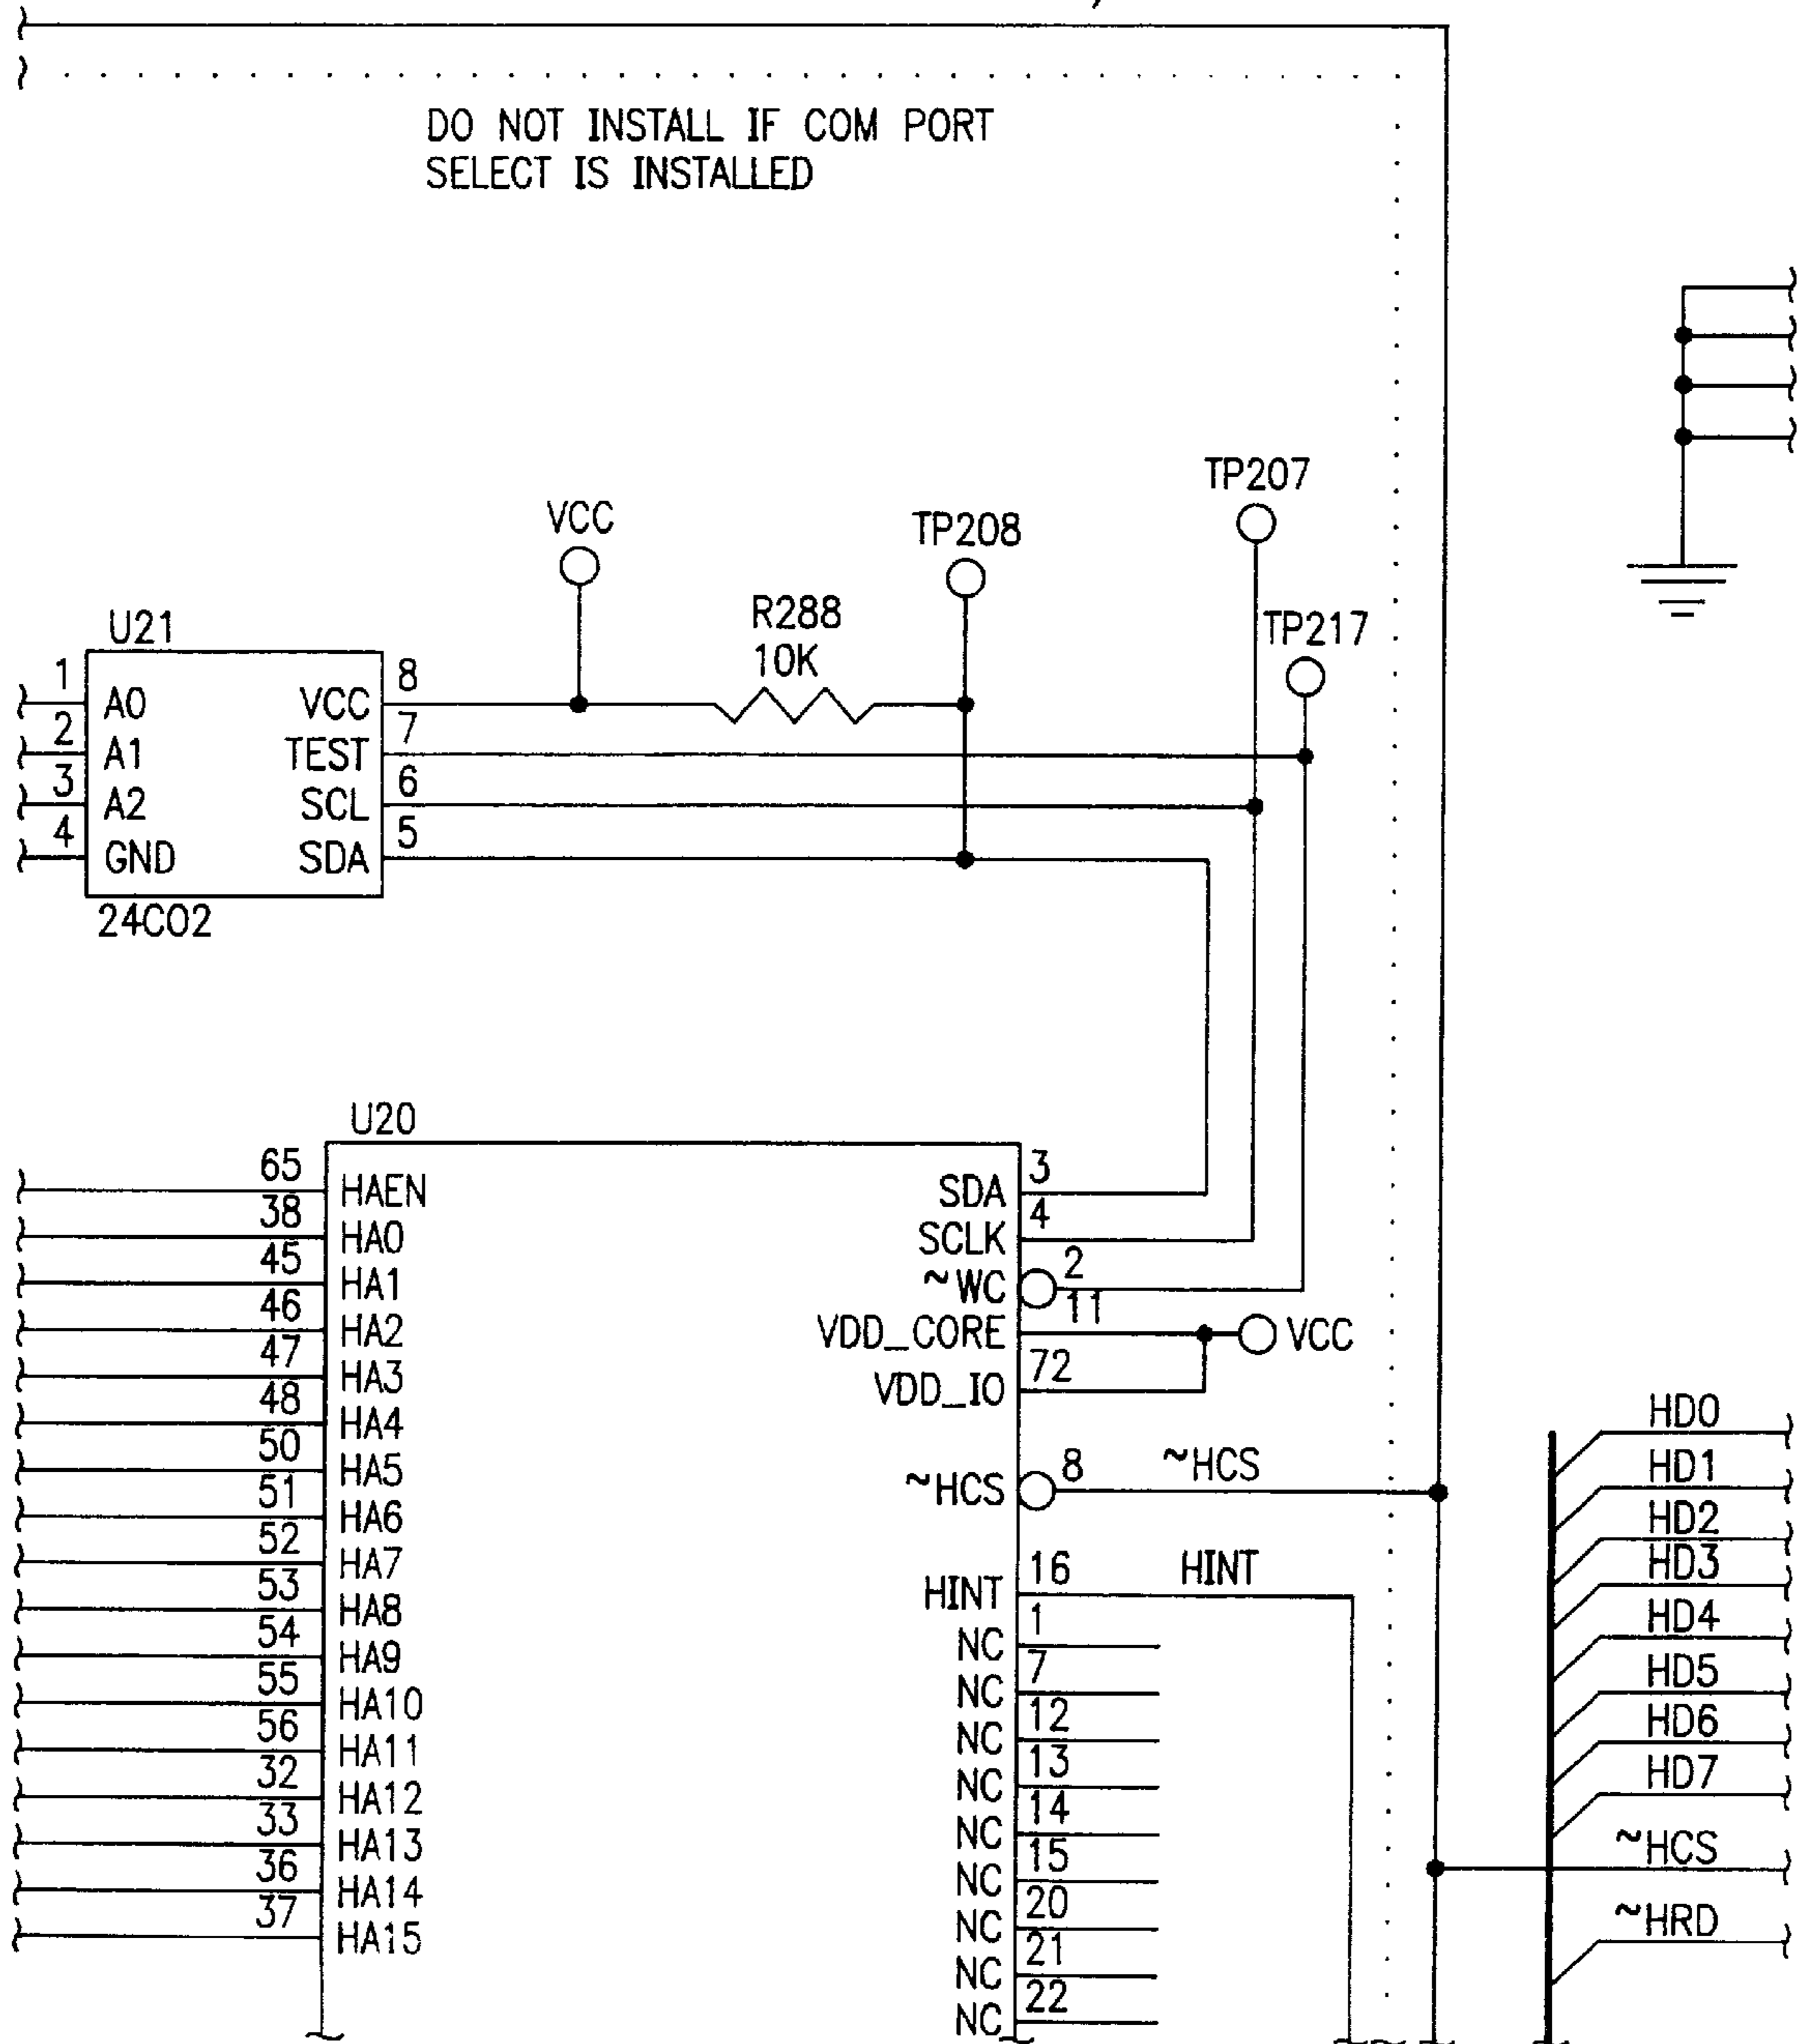 DO NOT INSTALL IF COM PORT
SELECT IS INSTALLED
TP207
VCC
TP208
R288
10K
TP217
U21
1 A0 VCC 8
2 A1 TEST 7
3 A2 SCL 6
4 GND SDA 5
24C02
U20
65 HAEN SDA 3
38 HA0 SCLK 4
45 HA1 ~WC 2
46 HA2 VDD_CORE 11 VCC
47 HA3 VDD_IO 72
48 HA4
50 HA5 ~HCS 8 ~HCS
51 HA6
52 HA7 HINT 16 HINT
53 HA8 NC 1
54 HA9 NC 7
55 HA10 NC 12
56 HA11 NC 13
32 HA12 NC 14
33 HA13 NC 15
36 HA14 NC 20
37 HA15 NC 21
NC 22
HD0
HD1
HD2
HD3
HD4
HD5
HD6
HD7
~HCS
~HRD